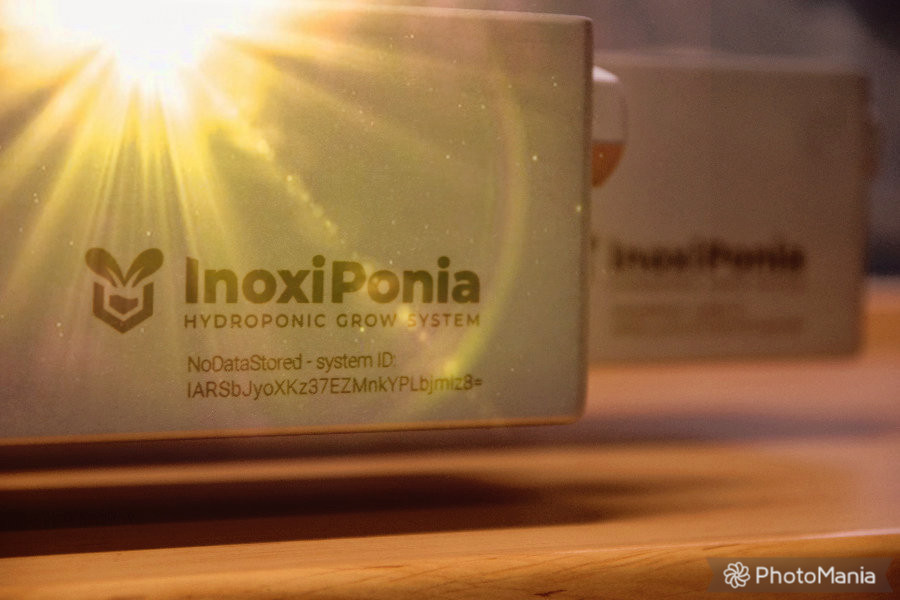 InoxiPonia
HYDROPONIC GROW SYSTEM
NoDataStored - system ID:
IARSbJyoXKz37EZMnkYPLbjmIz8=
InoxiPonia
PhotoMania